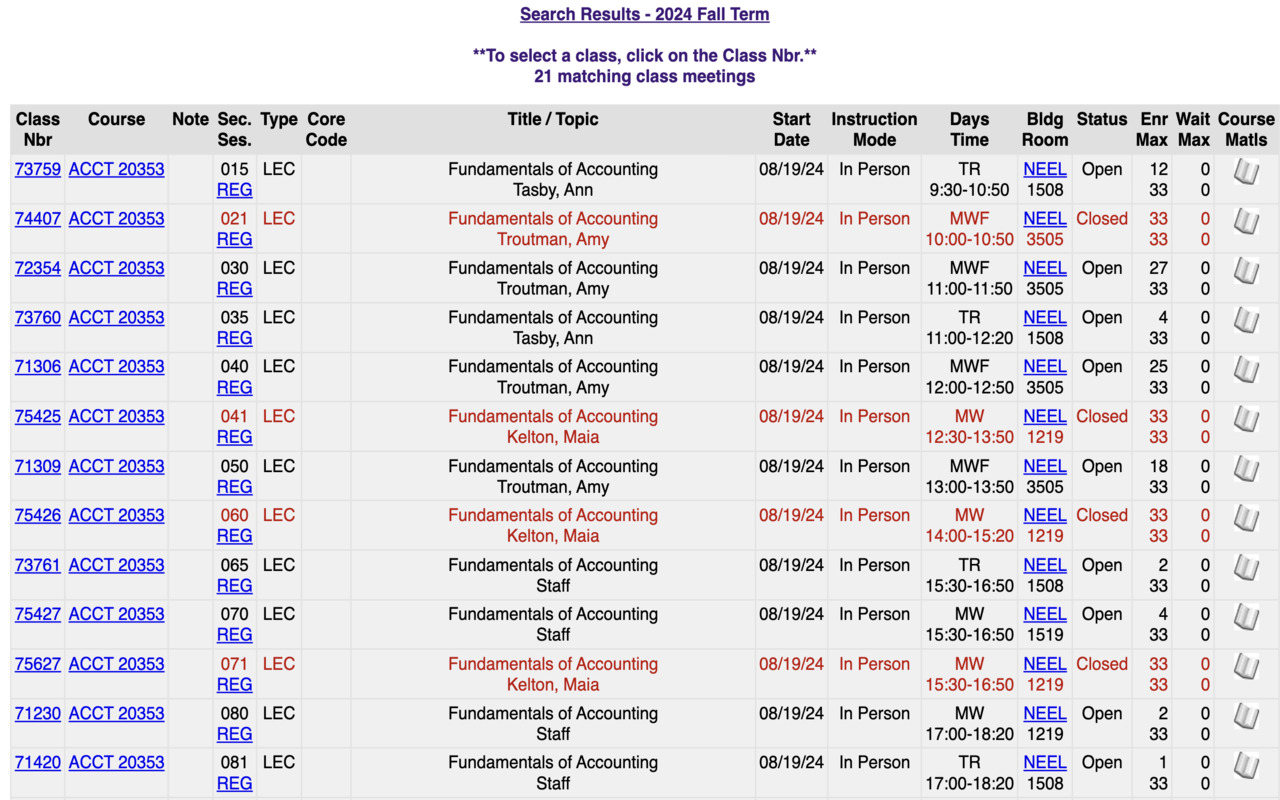 Search Results - 2024 Fall Term
**To select a class, click on the Class Nbr.**
21 matching class meetings
Class Course Note Sec. Type Core Title / Topic Start Instruction Days Bldg Status Enr Wait Course
Nbr Ses. Code Date Mode Time Room Max Max Matls
73759 ACCT 20353 015 LEC Fundamentals of Accounting 08/19/24 In Person TR NEEL Open 12 0
REG Tasby, Ann 9:30-10:50 1508 33 0
74407 ACCT 20353 021 LEC Fundamentals of Accounting 08/19/24 In Person MWF NEEL Closed 33 0
REG Troutman, Amy 10:00-10:50 3505 33 0
72354 ACCT 20353 030 LEC Fundamentals of Accounting 08/19/24 In Person MWF NEEL Open 27 0
REG Troutman, Amy 11:00-11:50 3505 33 0
73760 ACCT 20353 035 LEC Fundamentals of Accounting 08/19/24 In Person TR NEEL Open 4 0
REG Tasby, Ann 11:00-12:20 1508 33 0
71306 ACCT 20353 040 LEC Fundamentals of Accounting 08/19/24 In Person MWF NEEL Open 25 0
REG Troutman, Amy 12:00-12:50 3505 33 0
75425 ACCT 20353 041 LEC Fundamentals of Accounting 08/19/24 In Person MW NEEL Closed 33 0
REG Kelton, Maia 12:30-13:50 1219 33 0
71309 ACCT 20353 050 LEC Fundamentals of Accounting 08/19/24 In Person MWF NEEL Open 18 0
REG Troutman, Amy 13:00-13:50 3505 33 0
75426 ACCT 20353 060 LEC Fundamentals of Accounting 08/19/24 In Person MW NEEL Closed 33 0
REG Kelton, Maia 14:00-15:20 1219 33 0
73761 ACCT 20353 065 LEC Fundamentals of Accounting 08/19/24 In Person TR NEEL Open 2 0
REG Staff 15:30-16:50 1508 33 0
75427 ACCT 20353 070 LEC Fundamentals of Accounting 08/19/24 In Person MW NEEL Open 4 0
REG Staff 15:30-16:50 1519 33 0
75627 ACCT 20353 071 LEC Fundamentals of Accounting 08/19/24 In Person MW NEEL Closed 33 0
REG Kelton, Maia 15:30-16:50 1219 33 0
71230 ACCT 20353 080 LEC Fundamentals of Accounting 08/19/24 In Person MW NEEL Open 2 0
REG Staff 17:00-18:20 1219 33 0
71420 ACCT 20353 081 LEC Fundamentals of Accounting 08/19/24 In Person TR NEEL Open 1 0
REG Staff 17:00-18:20 1508 33 0